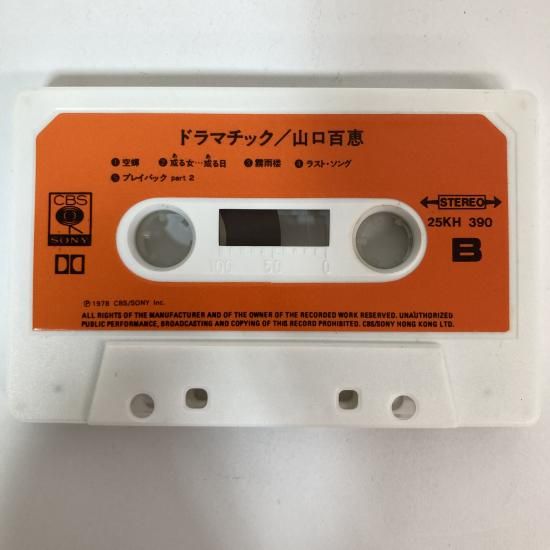 ドラマチック／山口百恵
❶空蝉 ❷或る女…或る日 ❸霧雨楼 ❹ラスト・ソング
❺プレイバック part 2
CBS
SONY
STEREO
25KH 390
B
100 50 0
Ⓟ1978 CBS/SONY Inc.
ALL RIGHTS OF THE MANUFACTURER AND OF THE OWNER OF THE RECORDED WORK RESERVED. UNAUTHORIZED
PUBLIC PERFORMANCE, BROADCASTING AND COPYING OF THIS RECORD PROHIBITED. CBS/SONY HONG KONG LTD.